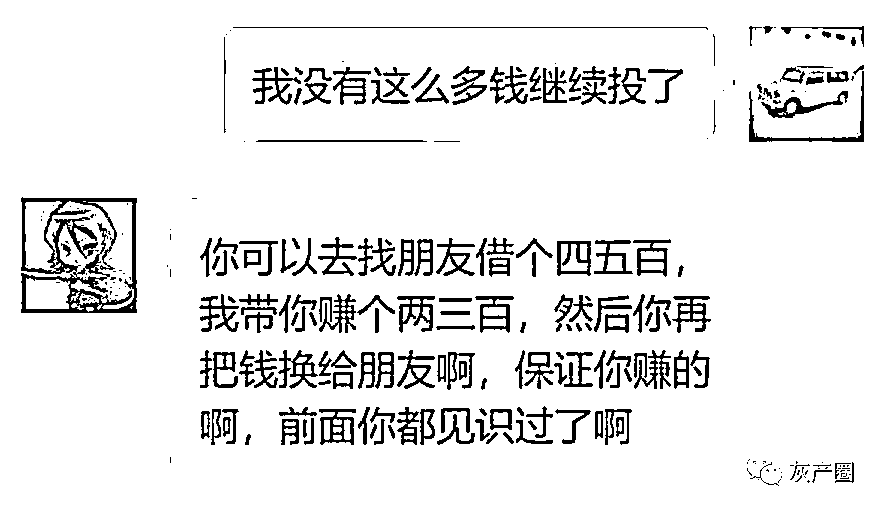 我没有这么多钱继续投了
你可以去找朋友借个四五百，
我带你赚个两三百，然后你再
把钱换给朋友啊，保证你赚的
啊，前面你都见识过了啊
灰产圈